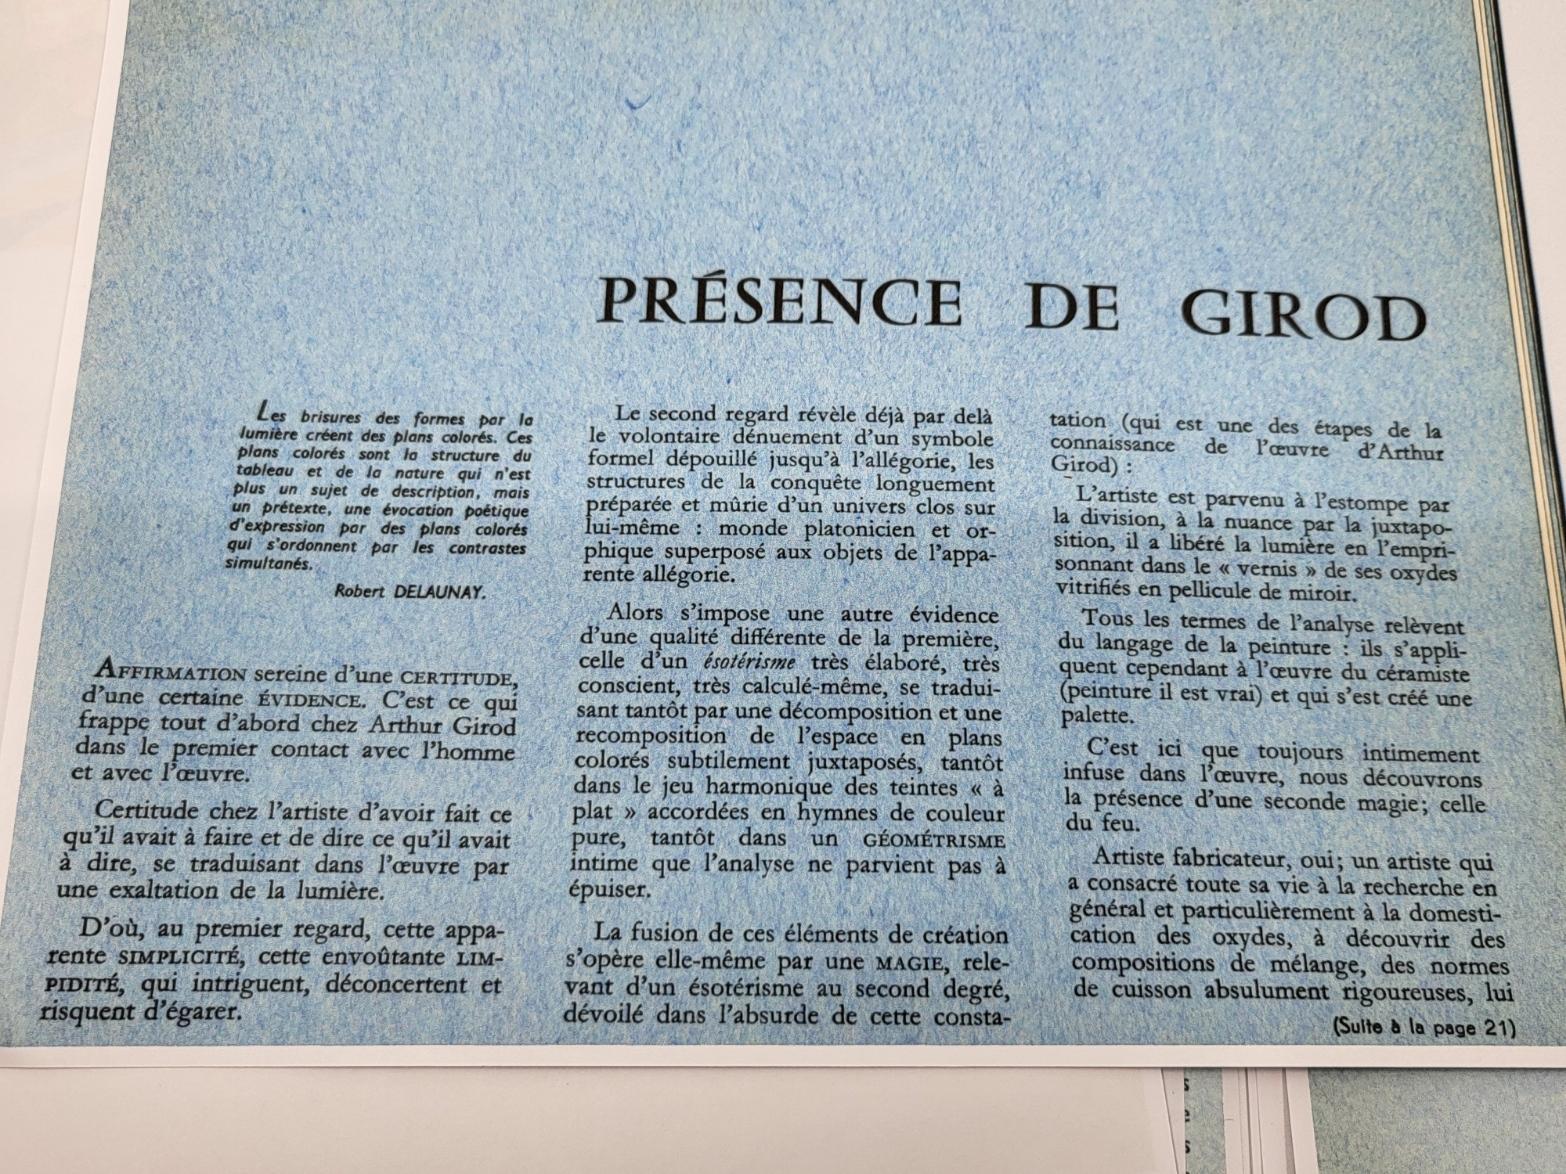 PRÉSENCE DE GIROD
Les brisures des formes par la
lumière créent des plans colorés. Ces
plans colorés sont la structure du
tableau et de la nature qui n'est
plus un sujet de description, mais
un prétexte, une évocation poétique
d'expression par des plans colorés
qui s'ordonnent par les contrastes
simultanés.
Robert DELAUNAY.
AFFIRMATION sereine d'une CERTITUDE,
d'une certaine ÉVIDENCE. C'est ce qui
frappe tout d'abord chez Arthur Girod
dans le premier contact avec l'homme
et avec l'œuvre.
Certitude chez l'artiste d'avoir fait ce
qu'il avait à faire et de dire ce qu'il avait
à dire, se traduisant dans l'œuvre par
une exaltation de la lumière.
D'où, au premier regard, cette appa-
rente SIMPLICITÉ, cette envoûtante LIM-
PIDITÉ, qui intriguent, déconcertent et
risquent d'égarer.
Le second regard révèle déjà par delà
le volontaire dénuement d'un symbole
formel dépouillé jusqu'à l'allégorie, les
structures de la conquête longuement
préparée et mûrie d'un univers clos sur
lui-même : monde platonicien et or-
phique superposé aux objets de l'appa-
rente allégorie.
Alors s'impose une autre évidence
d'une qualité différente de la première,
celle d'un ésotérisme très élaboré, très
conscient, très calculé-même, se tradui-
sant tantôt par une décomposition et une
recomposition de l'espace en plans
colorés subtilement juxtaposés, tantôt
dans le jeu harmonique des teintes « à
plat » accordées en hymnes de couleur
pure, tantôt dans un GÉOMÉTRISME
intime que l'analyse ne parvient pas à
épuiser.
La fusion de ces éléments de création
s'opère elle-même par une MAGIE, rele-
vant d'un ésotérisme au second degré,
dévoilé dans l'absurde de cette consta-
tation (qui est une des étapes de la
connaissance de l'œuvre d'Arthur
Girod) :
L'artiste est parvenu à l'estompe par
la division, à la nuance par la juxtapo-
sition, il a libéré la lumière en l'empri-
sonnant dans le « vernis » de ses oxydes
vitrifiés en pellicule de miroir.
Tous les termes de l'analyse relèvent
du langage de la peinture : ils s'appli-
quent cependant à l'œuvre du céramiste
(peinture il est vrai) et qui s'est créé une
palette.
C'est ici que toujours intimement
infuse dans l'œuvre, nous découvrons
la présence d'une seconde magie; celle
du feu.
Artiste fabricateur, oui; un artiste qui
a consacré toute sa vie à la recherche en
général et particulièrement à la domesti-
cation des oxydes, à découvrir des
compositions de mélange, des normes
de cuisson absulument rigoureuses, lui
(Suite à la page 21)